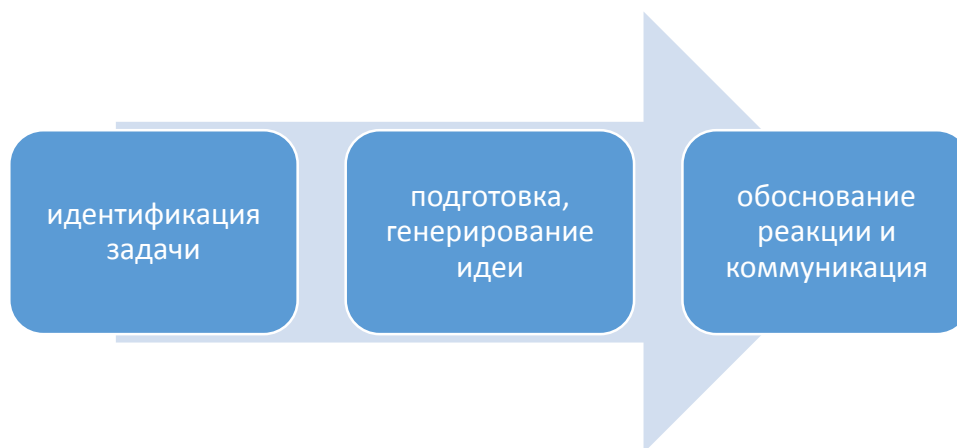 идентификация
задачи
подготовка,
генерирование
идеи
обоснование
реакции и
коммуникация